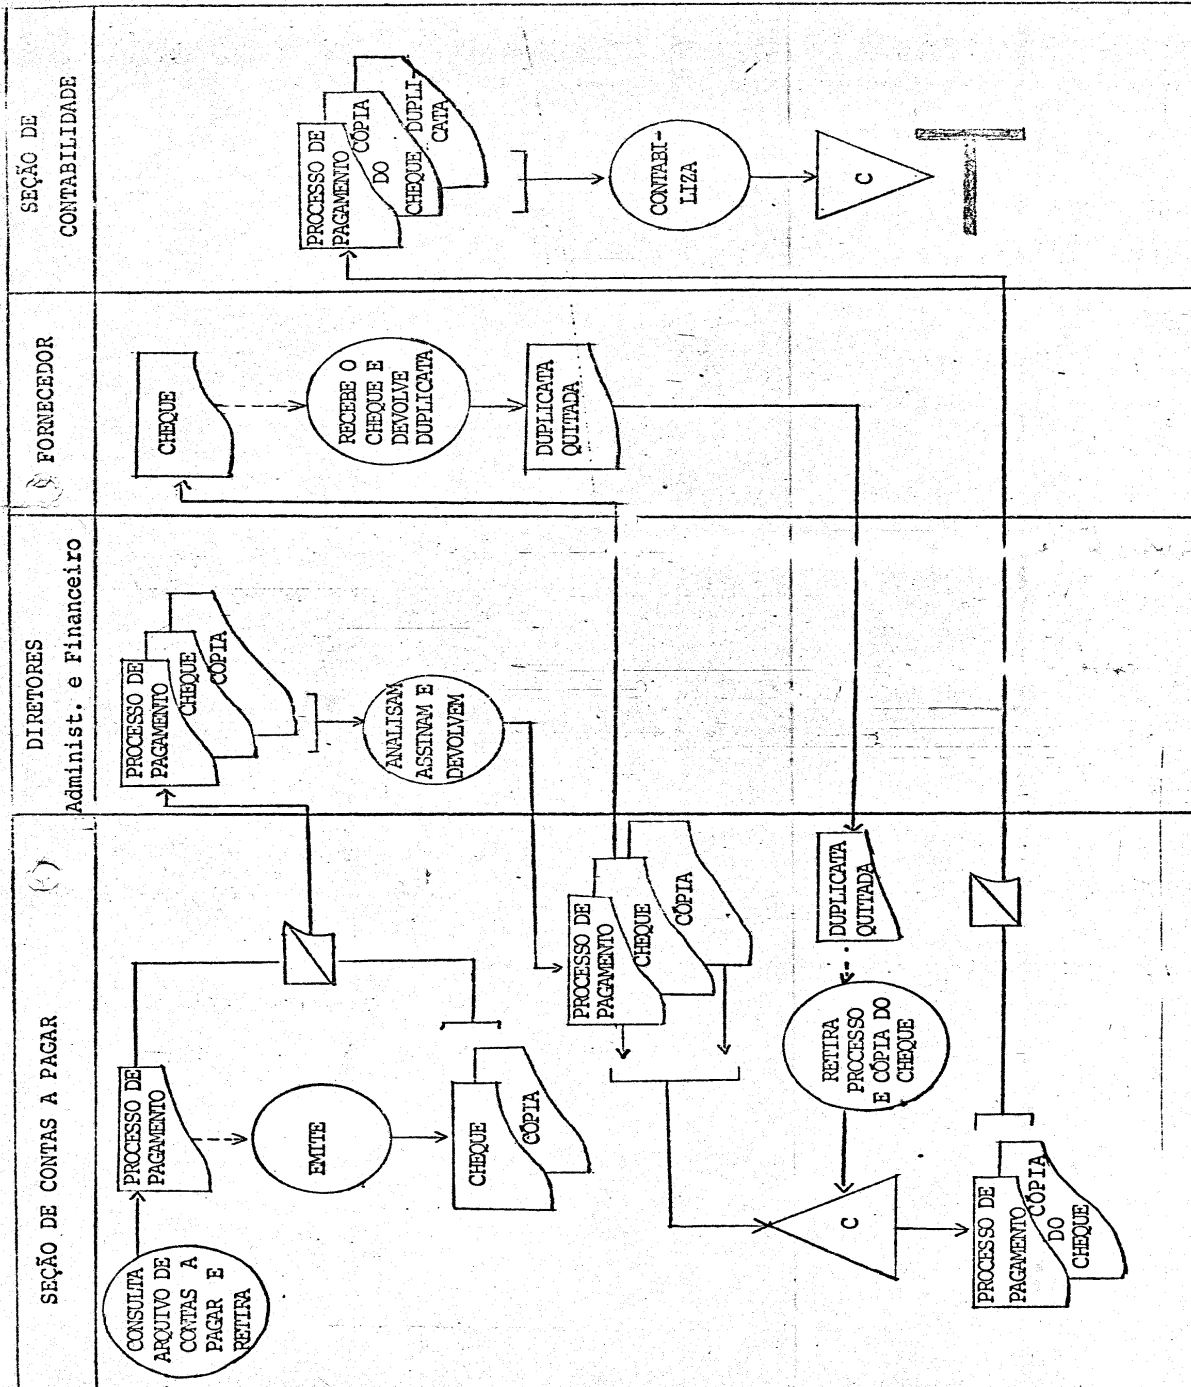 SEÇÃO DE CONTAS A PAGAR
DIRETORES
Administ. e Financeiro
FORNECEDOR
SEÇÃO DE
CONTABILIDADE
CONSULTA
ARQUIVO DE
CONTAS A
PAGAR E
RETIRA
PROCESSO DE
PAGAMENTO
EMITE
CHEQUE
CÓPIA
PROCESSO DE
PAGAMENTO
CHEQUE
CÓPIA
ANALISAM
ASSINAM E
DEVOLVEM
PROCESSO DE
PAGAMENTO
CHEQUE
CÓPIA
CHEQUE
RECEBE O
CHEQUE E
DEVOLVE
DUPLICATA
DUPLICATA
QUITADA
DUPLICATA
QUITADA
RETIRA
PROCESSO
E CÓPIA DO
CHEQUE
C
PROCESSO DE
PAGAMENTO
CÓPIA
DO
CHEQUE
PROCESSO DE
PAGAMENTO
CÓPIA
DO
CHEQUE
DUPLI-
CATA
CONTABI-
LIZA
C